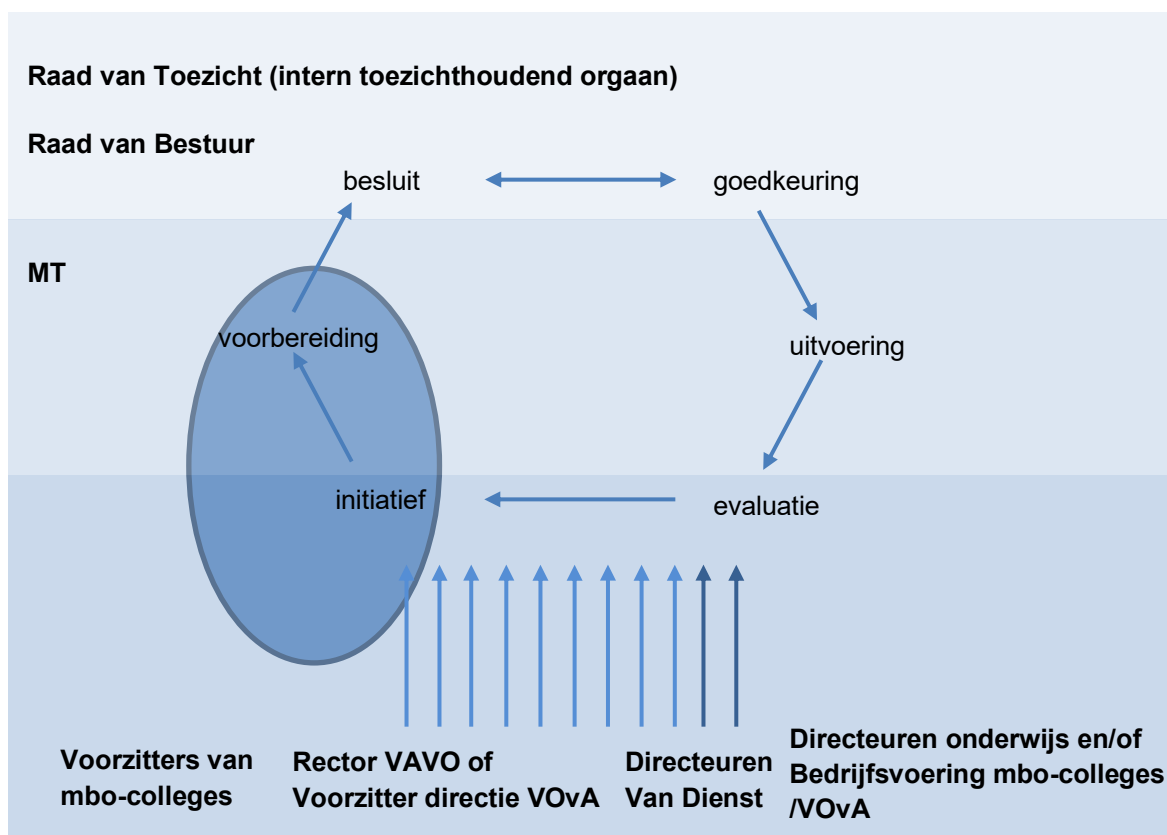 Raad van Toezicht (intern toezichthoudend orgaan)
Raad van Bestuur
besluit
goedkeuring
MT
voorbereiding
uitvoering
initiatief
evaluatie
Voorzitters van
mbo-colleges
Rector VAVO of
Voorzitter directie VOvA
Directeuren
Van Dienst
Directeuren onderwijs en/of
Bedrijfsvoering mbo-colleges
/VOvA